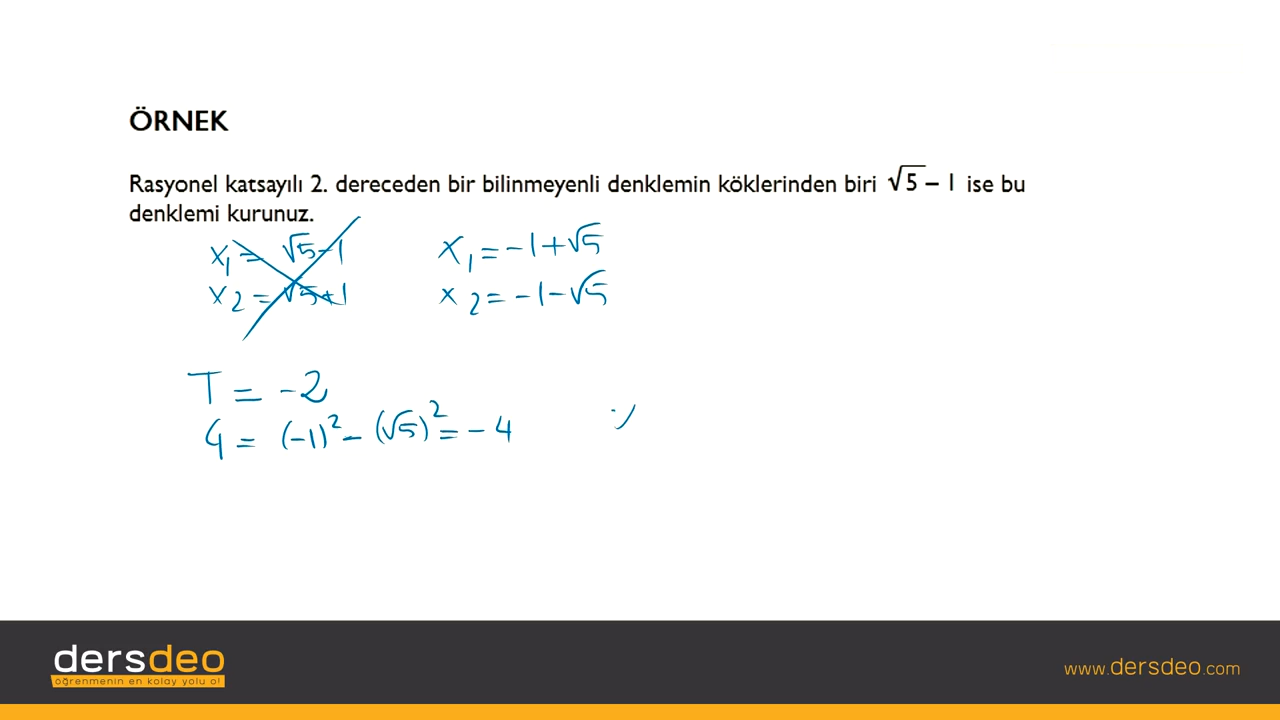 ÖRNEK
Rasyonel katsayılı 2. dereceden bir bilinmeyenli denklemin köklerinden biri √5 – 1 ise bu
denklemi kurunuz.
x₁ = √5-1
x₂ = √5+1
x₁ = -1+√5
x₂ = -1-√5
T = -2
Ç = (-1)² - (√5)² = -4
dersdeo
öğrenmenin en kolay yolu o!
www.dersdeo.com